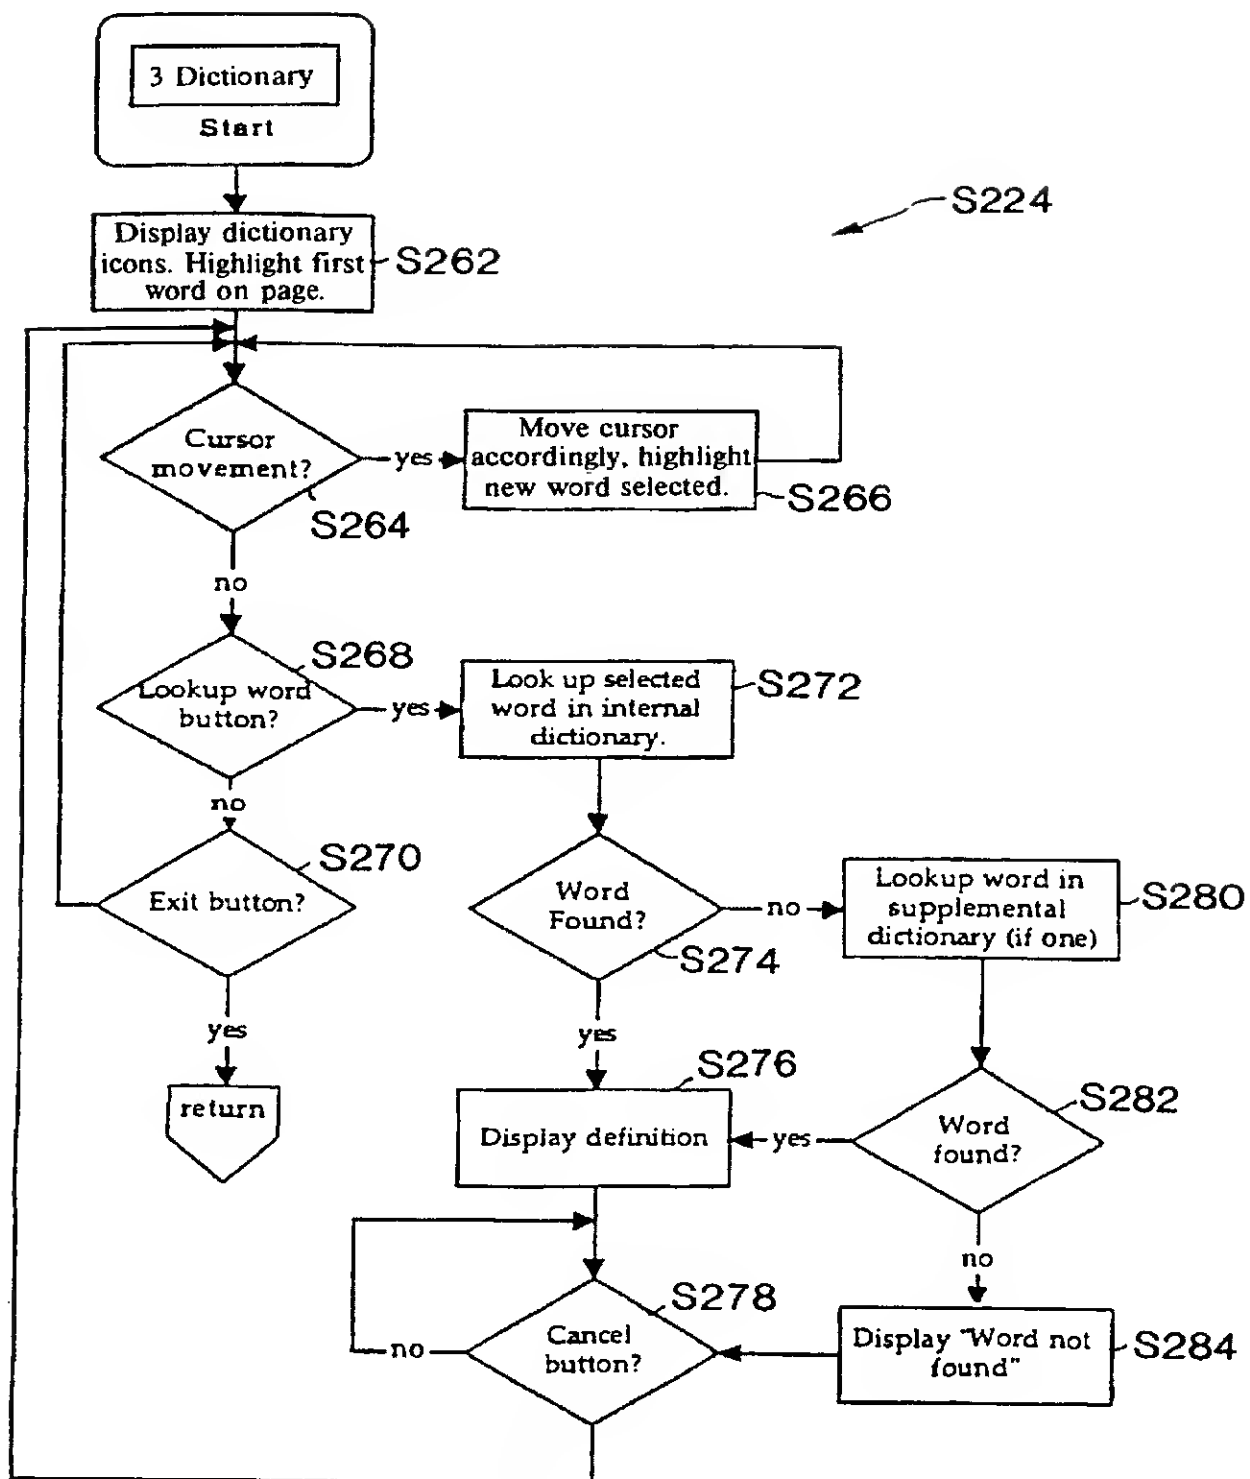 3 Dictionary
Start
S224
Display dictionary
icons. Highlight first
word on page.
S262
Cursor
movement?
S264
yes
Move cursor
accordingly, highlight
new word selected.
S266
no
Lookup word
button?
S268
yes
Look up selected
word in internal
dictionary.
S272
no
Exit button?
S270
Word
Found?
S274
no
Lookup word in
supplemental
dictionary (if one)
S280
yes
return
yes
Display definition
S276
yes
Word
found?
S282
no
Cancel
button?
S278
no
Display "Word not
found"
S284